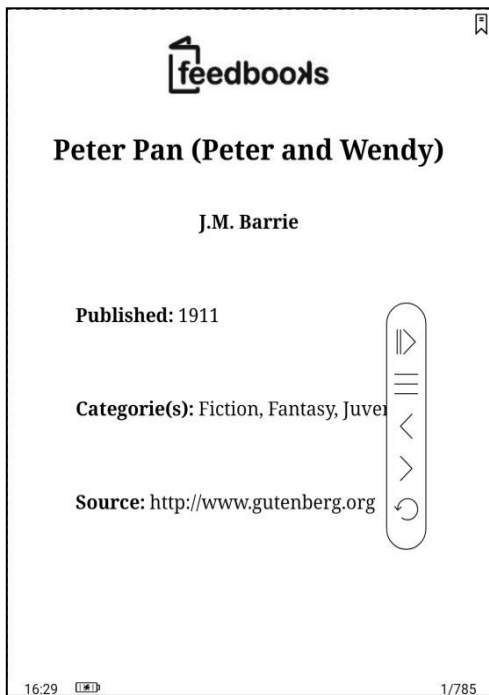 feedbooks
Peter Pan (Peter and Wendy)
J.M. Barrie
Published: 1911
Categorie(s): Fiction, Fantasy, Juve
Source: http://www.gutenberg.org
16:29
1/785